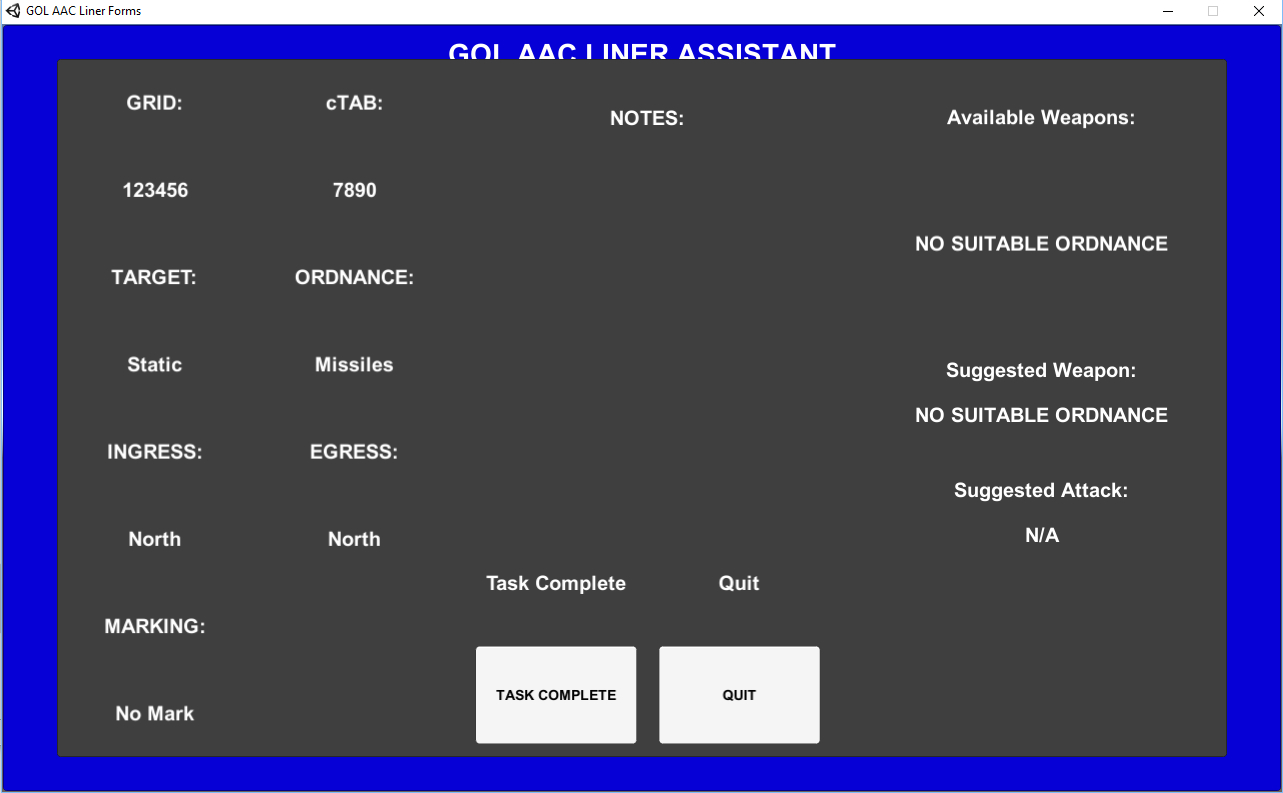 GOL AAC Liner Forms
GOL AAC LINER ASSISTANT
GRID:
cTAB:
123456
7890
TARGET:
ORDNANCE:
Static
Missiles
INGRESS:
EGRESS:
North
North
MARKING:
No Mark
NOTES:
Task Complete
Quit
TASK COMPLETE
QUIT
Available Weapons:
NO SUITABLE ORDNANCE
Suggested Weapon:
NO SUITABLE ORDNANCE
Suggested Attack:
N/A